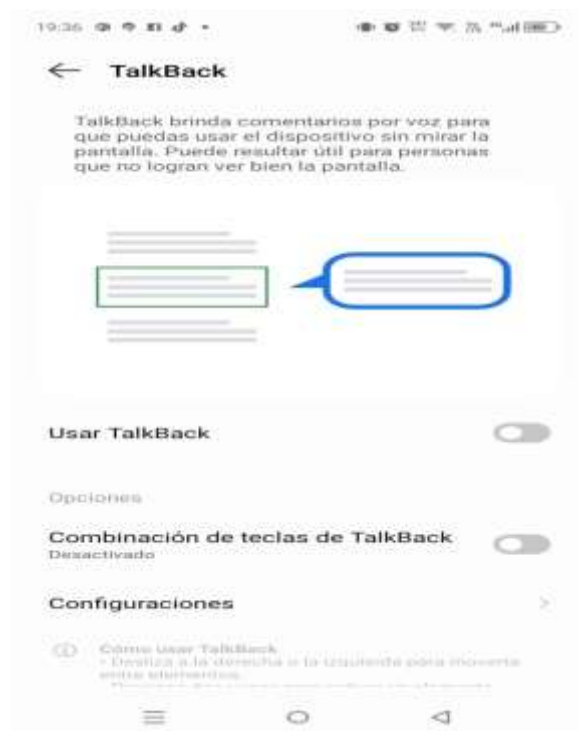 19:36
TalkBack
TalkBack brinda comentarios por voz para
que puedas usar el dispositivo sin mirar la
pantalla. Puede resultar útil para personas
que no logran ver bien la pantalla.
Usar TalkBack
Opciones
Combinación de teclas de TalkBack
Desactivado
Configuraciones
Cómo usar TalkBack
• Desliza a la derecha o la izquierda para moverte
entre elementos.